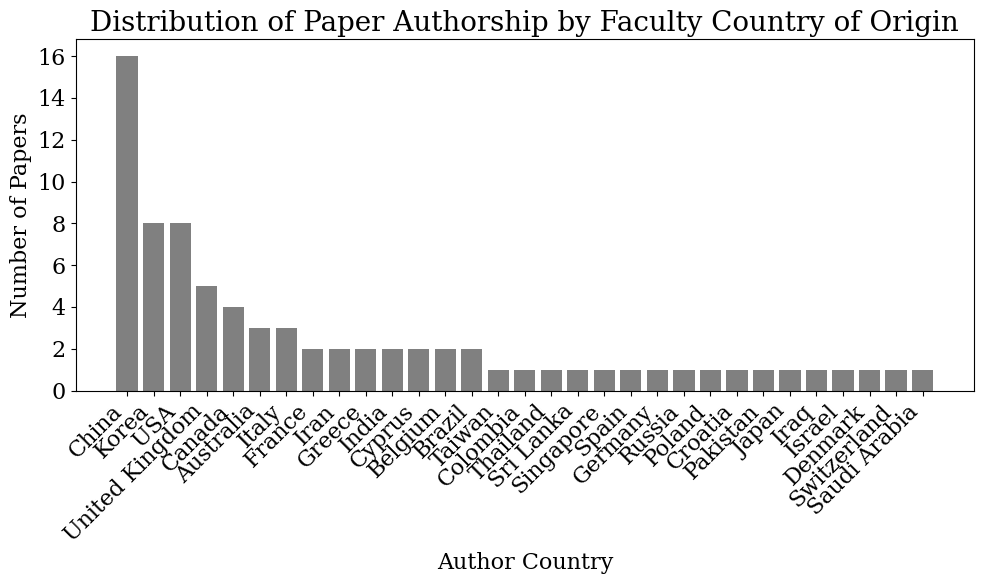 Distribution of Paper Authorship by Faculty Country of Origin
Number of Papers
16
14
12
10
8
6
4
2
0
China
Korea
USA
United Kingdom
Canada
Australia
Italy
France
Iran
Greece
India
Cyprus
Belgium
Brazil
Taiwan
Colombia
Thailand
Sri Lanka
Singapore
Spain
Germany
Russia
Poland
Croatia
Pakistan
Japan
Iraq
Israel
Denmark
Switzerland
Saudi Arabia
Author Country